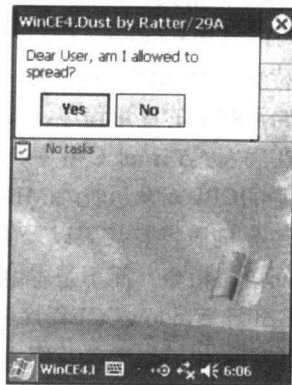 WinCE4.Dust by Ratter/29A
Dear User, am I allowed to
spread?
Yes No
No tasks
WinCE4.I 6:06